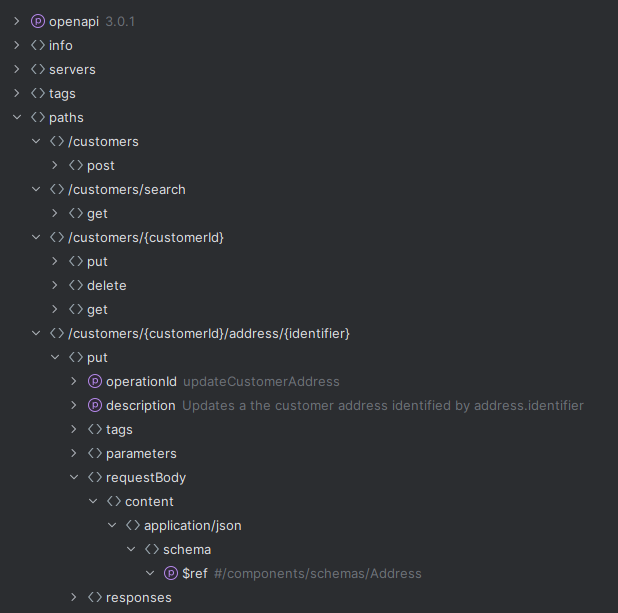 openapi 3.0.1
info
servers
tags
paths
/customers
post
/customers/search
get
/customers/{customerId}
put
delete
get
/customers/{customerId}/address/{identifier}
put
operationId updateCustomerAddress
description Updates a the customer address identified by address.identifier
tags
parameters
requestBody
content
application/json
schema
$ref #/components/schemas/Address
responses